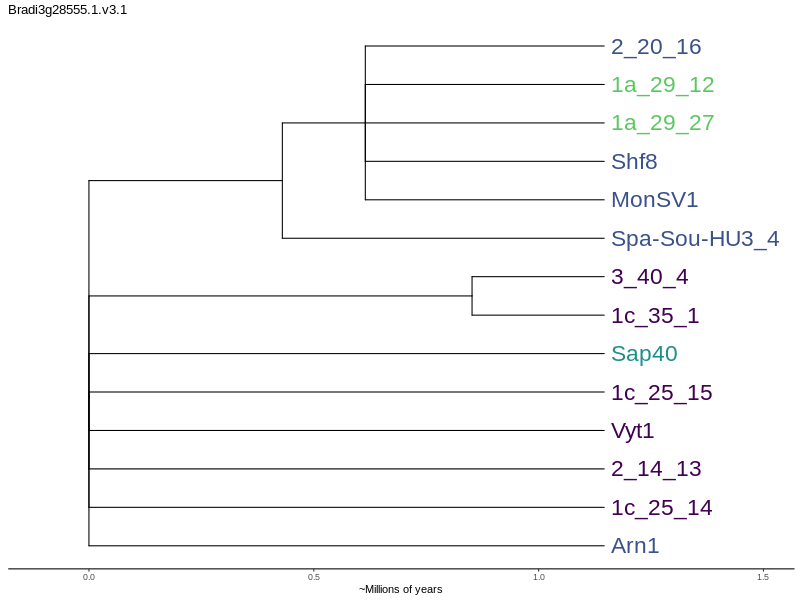 Bradi3g28555.1.v3.1
2_20_16
1a_29_12
1a_29_27
Shf8
MonSV1
Spa-Sou-HU3_4
3_40_4
1c_35_1
Sap40
1c_25_15
Vyt1
2_14_13
1c_25_14
Arn1
0.0 0.5 1.0 1.5
~Millions of years